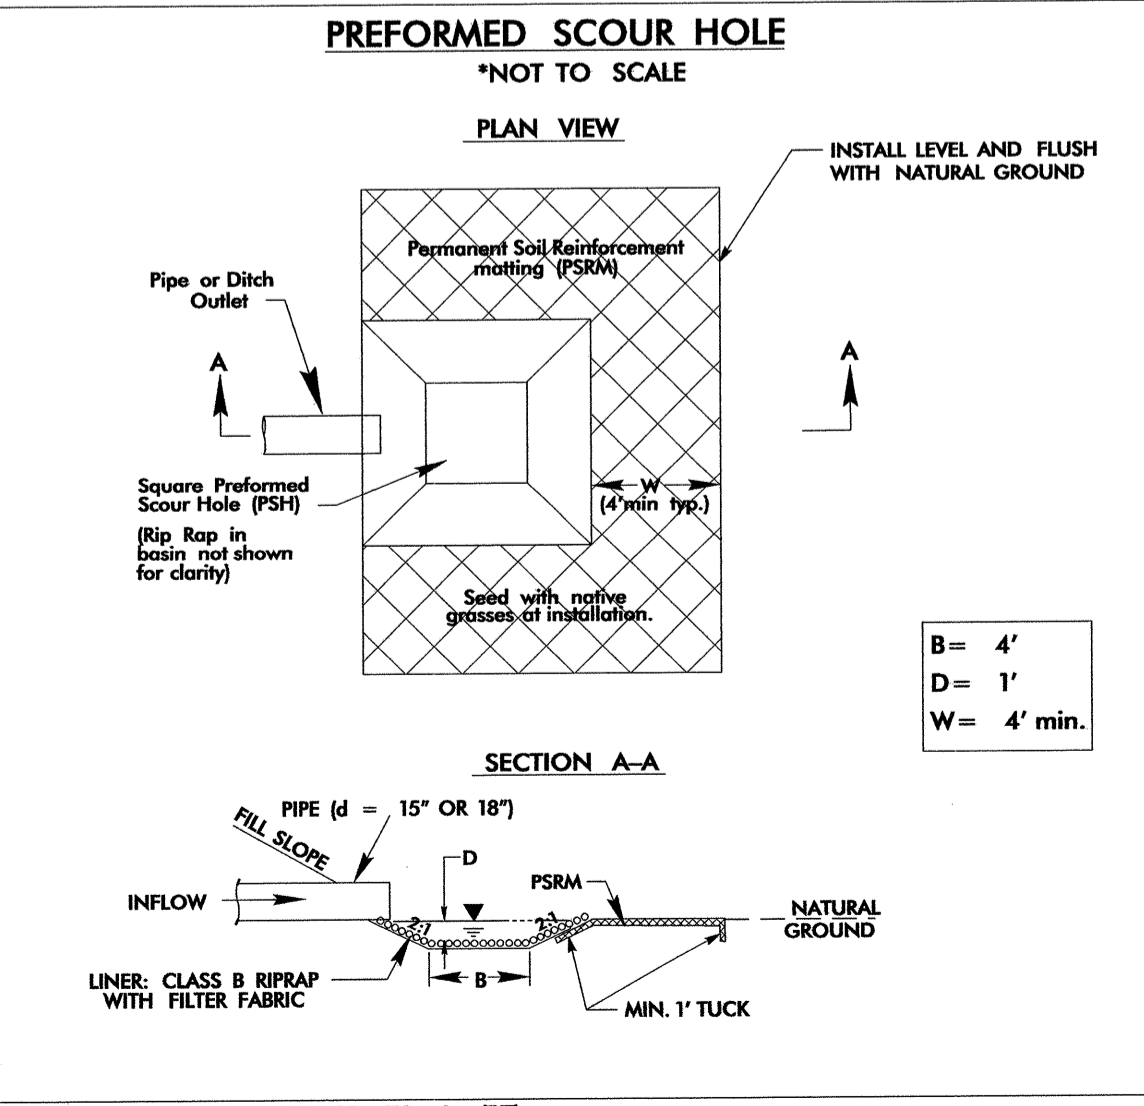 PREFORMED SCOUR HOLE
*NOT TO SCALE
PLAN VIEW
INSTALL LEVEL AND FLUSH
WITH NATURAL GROUND
Permanent Soil Reinforcement
matting (PSRM)
Pipe or Ditch
Outlet
A
A
Square Preformed
Scour Hole (PSH)
(Rip Rap in
basin not shown
for clarity)
W
(4'min typ.)
Seed with native
grasses at installation.
B= 4'
D= 1'
W= 4' min.
SECTION A-A
PIPE (d = 15" OR 18")
FILL SLOPE
D
PSRM
INFLOW
2:1
2:1
NATURAL
GROUND
B
LINER: CLASS B RIPRAP
WITH FILTER FABRIC
MIN. 1' TUCK